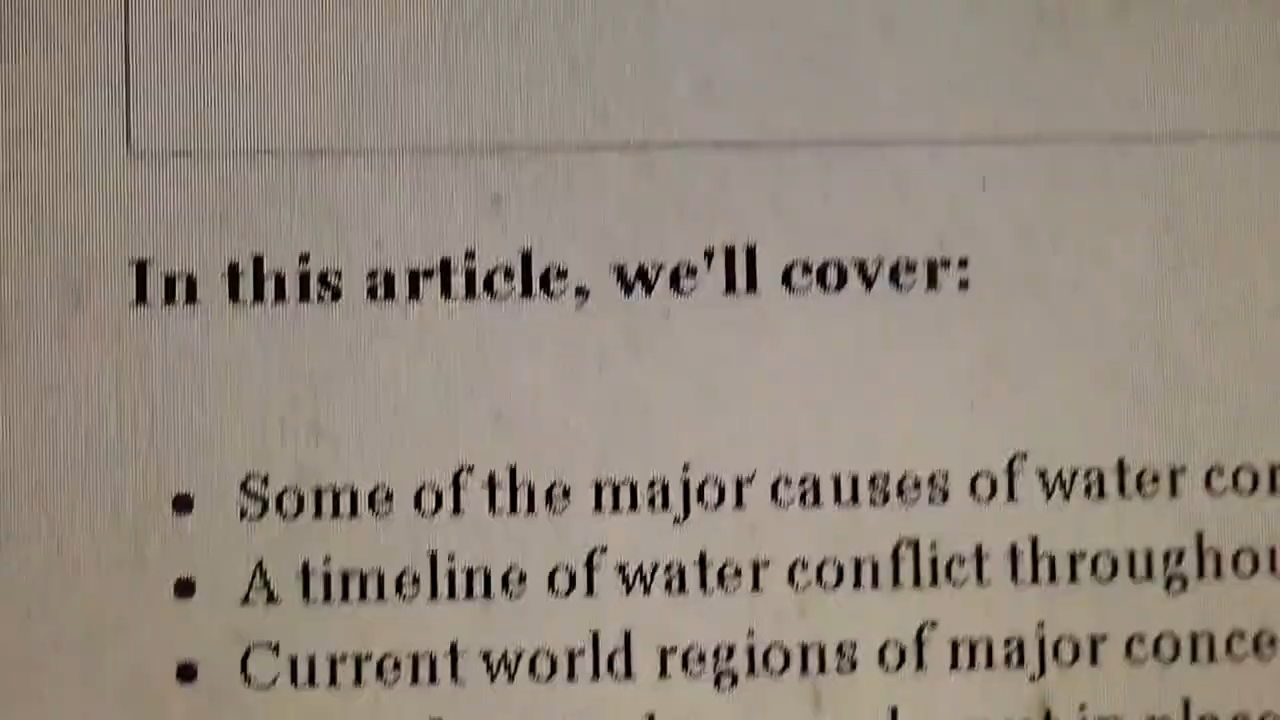 In this article, we'll cover:
• Some of the major causes of water
• A timeline of water conflict
• Current world regions of major